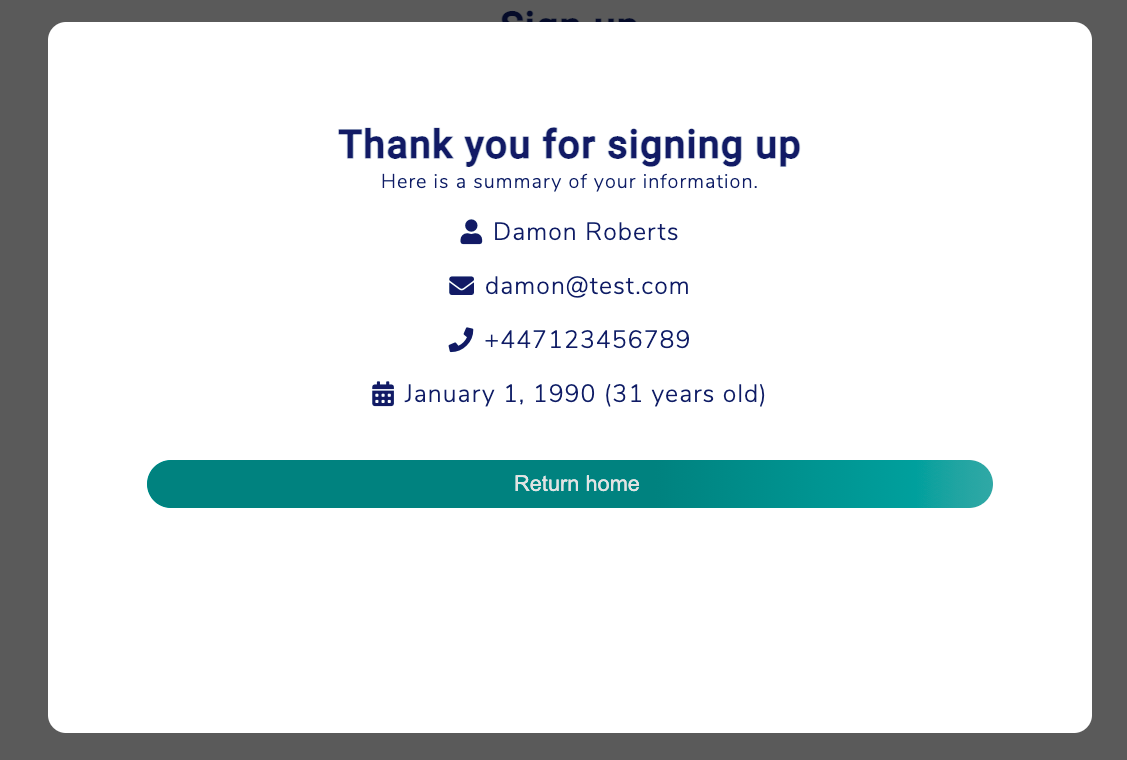 Sign up
Thank you for signing up
Here is a summary of your information.
Damon Roberts
damon@test.com
+447123456789
January 1, 1990 (31 years old)
Return home